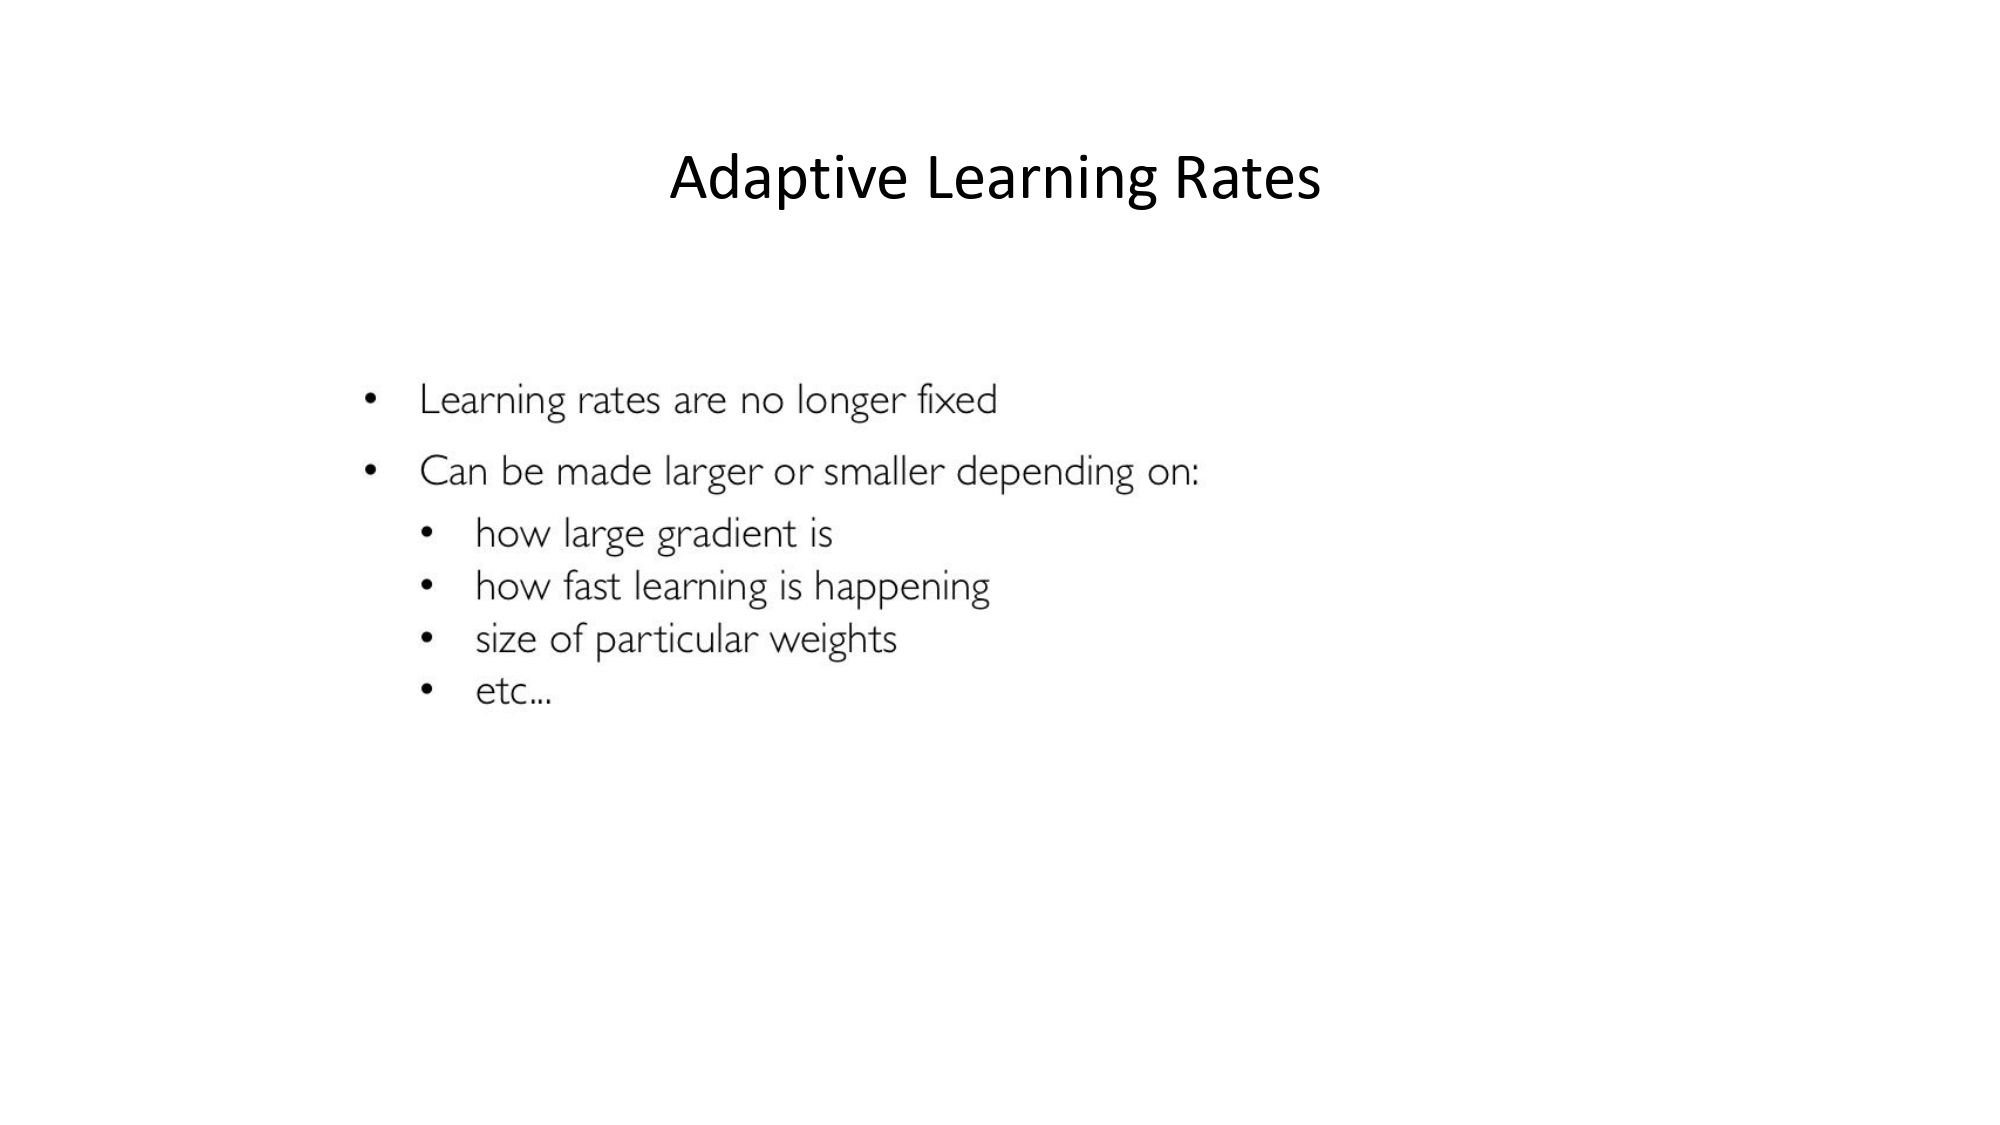 Adaptive Learning Rates
• Learning rates are no longer fixed
• Can be made larger or smaller depending on:
• how large gradient is
• how fast learning is happening
• size of particular weights
• etc...